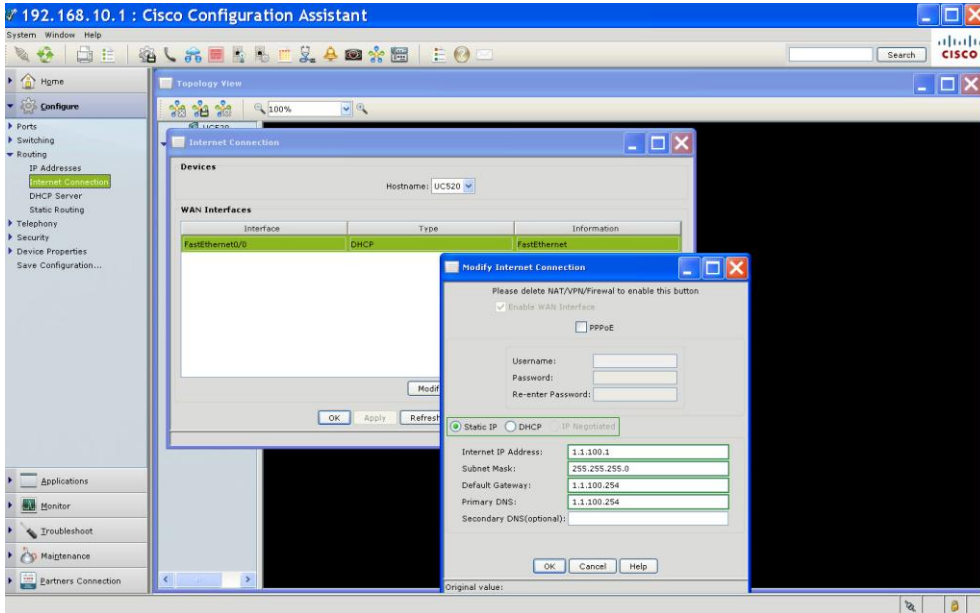 192.168.10.1 : Cisco Configuration Assistant
System Window Help
Search
CISCO
Home
Configure
Ports
Switching
Routing
IP Addresses
Internet Connection
DHCP Server
Static Routing
Telephony
Security
Device Properties
Save Configuration...
Applications
Monitor
Troubleshoot
Maintenance
Partners Connection
Topology View
100%
UC520
Internet Connection
Devices
Hostname: UC520
WAN Interfaces
Interface Type Information
FastEthernet0/0 DHCP FastEthernet
Modif
OK Apply Refresh
Modify Internet Connection
Please delete NAT/VPN/Firewal to enable this button
Enable WAN Interface
PPPoE
Username:
Password:
Re-enter Password:
Static IP DHCP IP Negotiated
Internet IP Address: 1.1.100.1
Subnet Mask: 255.255.255.0
Default Gateway: 1.1.100.254
Primary DNS: 1.1.100.254
Secondary DNS(optional):
OK Cancel Help
Original value: